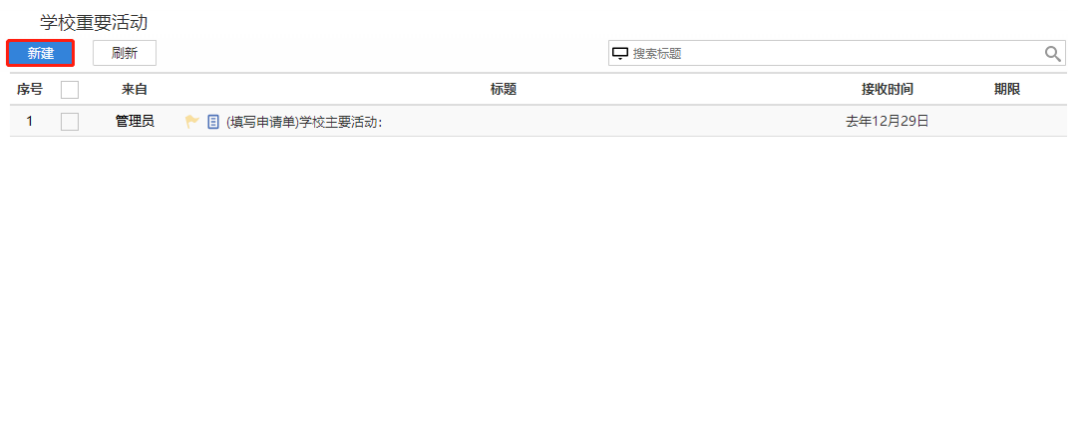 学校重要活动
新建 刷新 搜索标题
序号 来自 标题 接收时间 期限
1 管理员 (填写申请单)学校主要活动: 去年12月29日